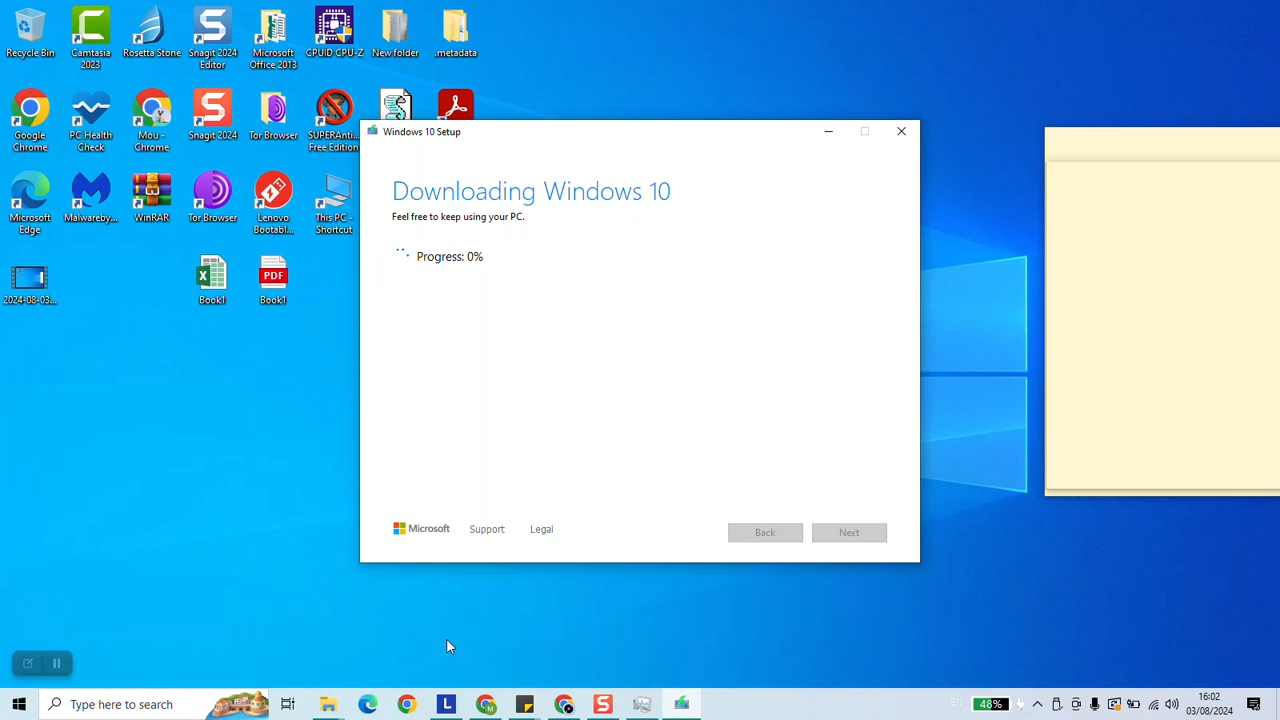 Recycle Bin
Camtasia
2023
Rosetta Stone
Snagit 2024
Editor
Microsoft
Office 2013
CPUID CPU-Z
New folder
.metadata
Google
Chrome
PC Health
Check
Mou -
Chrome
Snagit 2024
Tor Browser
SUPERAnti...
Free Edition
Microsoft
Edge
Malwareby...
WinRAR
Tor Browser
Lenovo
Bootabl...
This PC -
Shortcut
2024-08-03...
Book1
PDF
Book1
Windows 10 Setup
Downloading Windows 10
Feel free to keep using your PC.
Progress: 0%
Microsoft
Support
Legal
Back
Next
Type here to search
L
M
S
EN
48%
16:02
03/08/2024